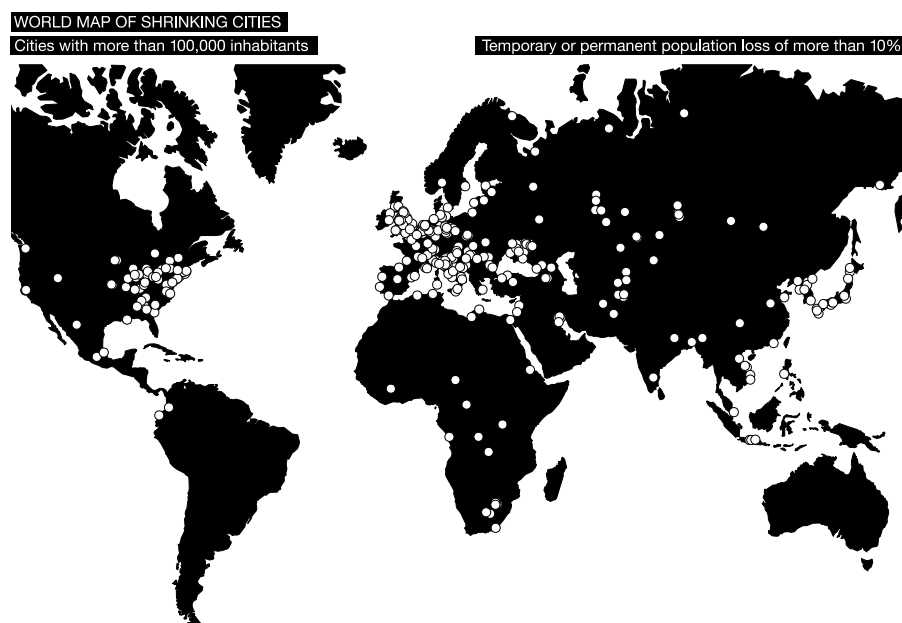 WORLD MAP OF SHRINKING CITIES
Cities with more than 100,000 inhabitants
Temporary or permanent population loss of more than 10%